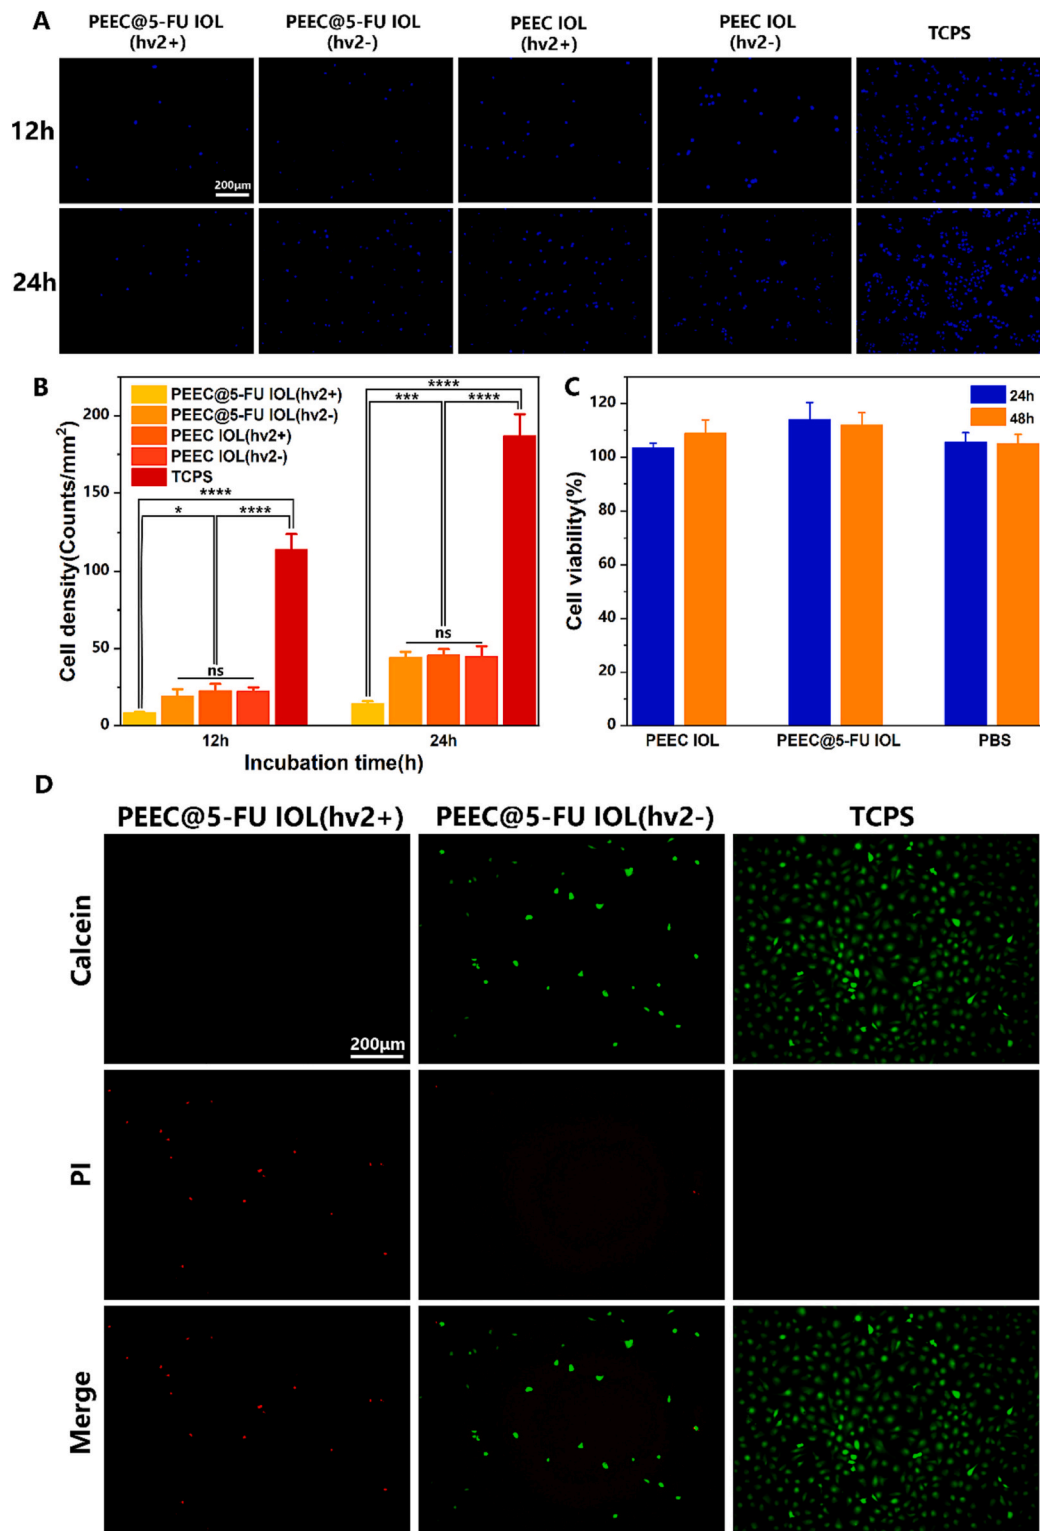 A
PEEC@5-FU IOL
(hv2+)
PEEC@5-FU IOL
(hv2-)
PEEC IOL
(hv2+)
PEEC IOL
(hv2-)
TCPS
12h
200μm
24h
B
PEEC@5-FU IOL(hv2+)
PEEC@5-FU IOL(hv2-)
PEEC IOL(hv2+)
PEEC IOL(hv2-)
TCPS
****
*
****
ns
****
***
****
ns
200
150
100
50
0
Cell density(Counts/mm²)
12h
24h
Incubation time(h)
C
24h
48h
120
100
80
60
40
20
0
Cell viability(%)
PEEC IOL
PEEC@5-FU IOL
PBS
D
PEEC@5-FU IOL(hv2+)
PEEC@5-FU IOL(hv2-)
TCPS
Calcein
200μm
PI
Merge